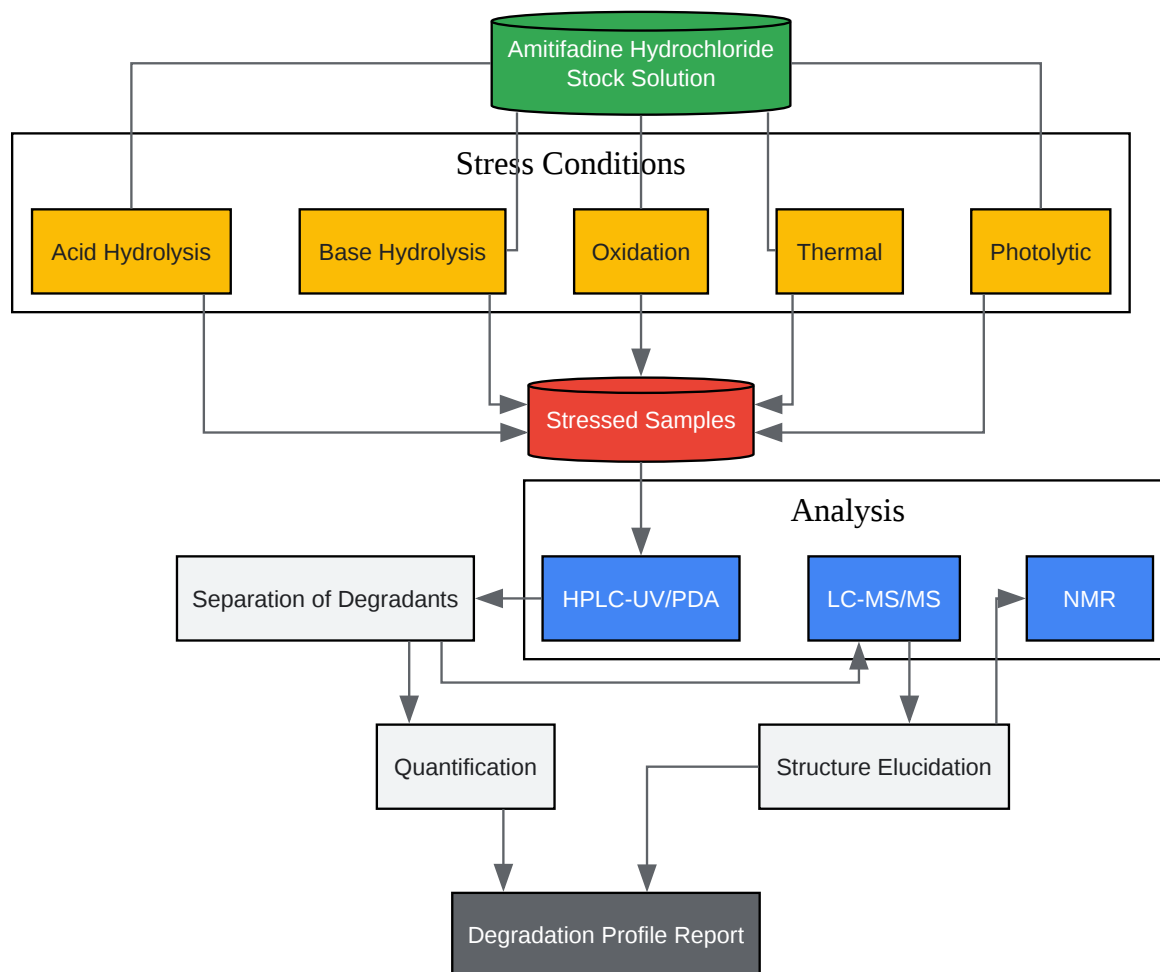 Amitifadine Hydrochloride
Stock Solution
Stress Conditions
Acid Hydrolysis
Base Hydrolysis
Oxidation
Thermal
Photolytic
Stressed Samples
Analysis
Separation of Degradants
HPLC-UV/PDA
LC-MS/MS
NMR
Quantification
Structure Elucidation
Degradation Profile Report